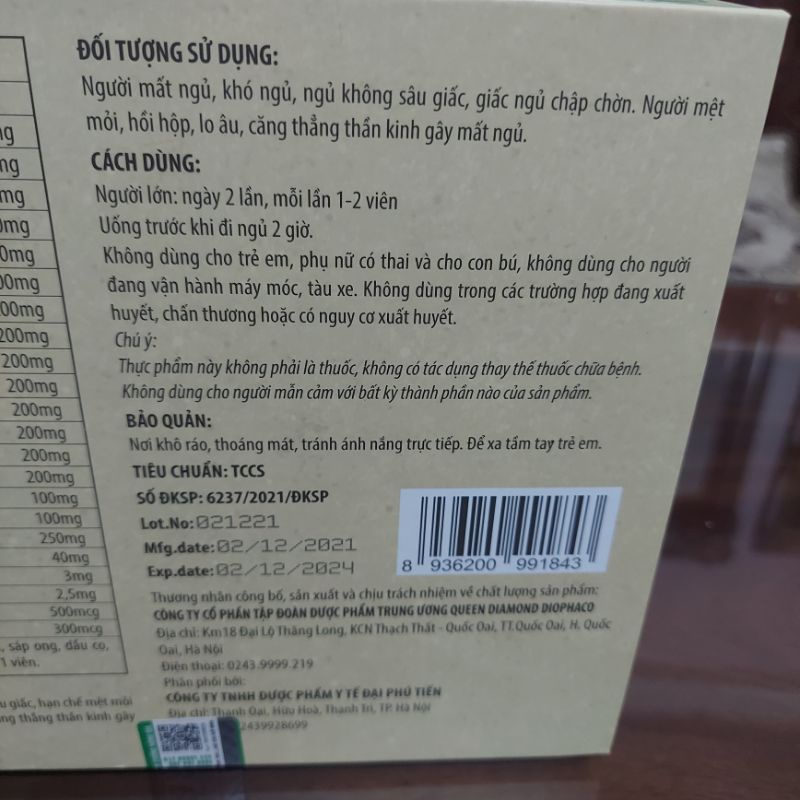 ĐỐI TƯỢNG SỬ DỤNG:
Người mất ngủ, khó ngủ, ngủ không sâu giấc, giấc ngủ chập chờn. Người mệt
mỏi, hồi hộp, lo âu, căng thẳng thần kinh gây mất ngủ.
CÁCH DÙNG:
Người lớn: ngày 2 lần, mỗi lần 1-2 viên
Uống trước khi đi ngủ 2 giờ.
Không dùng cho trẻ em, phụ nữ có thai và cho con bú, không dùng cho người
đang vận hành máy móc, tàu xe. Không dùng trong các trường hợp đang xuất
huyết, chấn thương hoặc có nguy cơ xuất huyết.
Chú ý:
Thực phẩm này không phải là thuốc, không có tác dụng thay thế thuốc chữa bệnh.
Không dùng cho người mẫn cảm với bất kỳ thành phần nào của sản phẩm.
BẢO QUẢN:
Nơi khô ráo, thoáng mát, tránh ánh nắng trực tiếp. Để xa tầm tay trẻ em.
TIÊU CHUẨN: TCCS
SỐ ĐKSP: 6237/2021/ĐKSP
Lot.No: 021221
Mfg.date: 02/12/2021
Exp.date: 02/12/2024
8 936200 991843
Thương nhân công bố, sản xuất và chịu trách nhiệm về chất lượng sản phẩm:
CÔNG TY CỔ PHẦN TẬP ĐOÀN DƯỢC PHẨM TRUNG ƯƠNG QUEEN DIAMOND DIOPHACO
Địa chỉ: Km18 Đại Lộ Thăng Long, KCN Thạch Thất - Quốc Oai, TT. Quốc Oai, H. Quốc
Oai, Hà Nội
Điện thoại: 0243.9999.219
Phân phối bởi:
CÔNG TY TNHH DƯỢC PHẨM Y TẾ ĐẠI PHÚ TIẾN
Địa chỉ: Thanh Oai, Hữu Hoà, Thanh Trì, TP. Hà Nội
2439928699
200mg
200mg
200mg
200mg
200mg
200mg
200mg
100mg
100mg
250mg
40mg
3mg
2,5mg
500mcg
300mcg
, sáp ong, dầu cọ,
1 viên.
giấc, hạn chế mệt mỏi
thẳng thần kinh gây